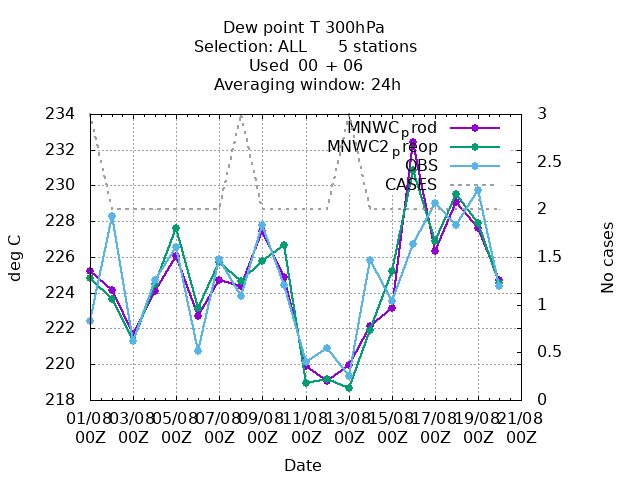 Dew point T 300hPa
Selection: ALL 5 stations
Used 00 + 06
Averaging window: 24h
234
232
230
228
226
224
222
220
218
deg C
3
2.5
2
1.5
1
0.5
0
No cases
MNWCprod
MNWC2preop
OBS
CASES
01/08 03/08 05/08 07/08 09/08 11/08 13/08 15/08 17/08 19/08 21/08
00Z 00Z 00Z 00Z 00Z 00Z 00Z 00Z 00Z 00Z 00Z
Date